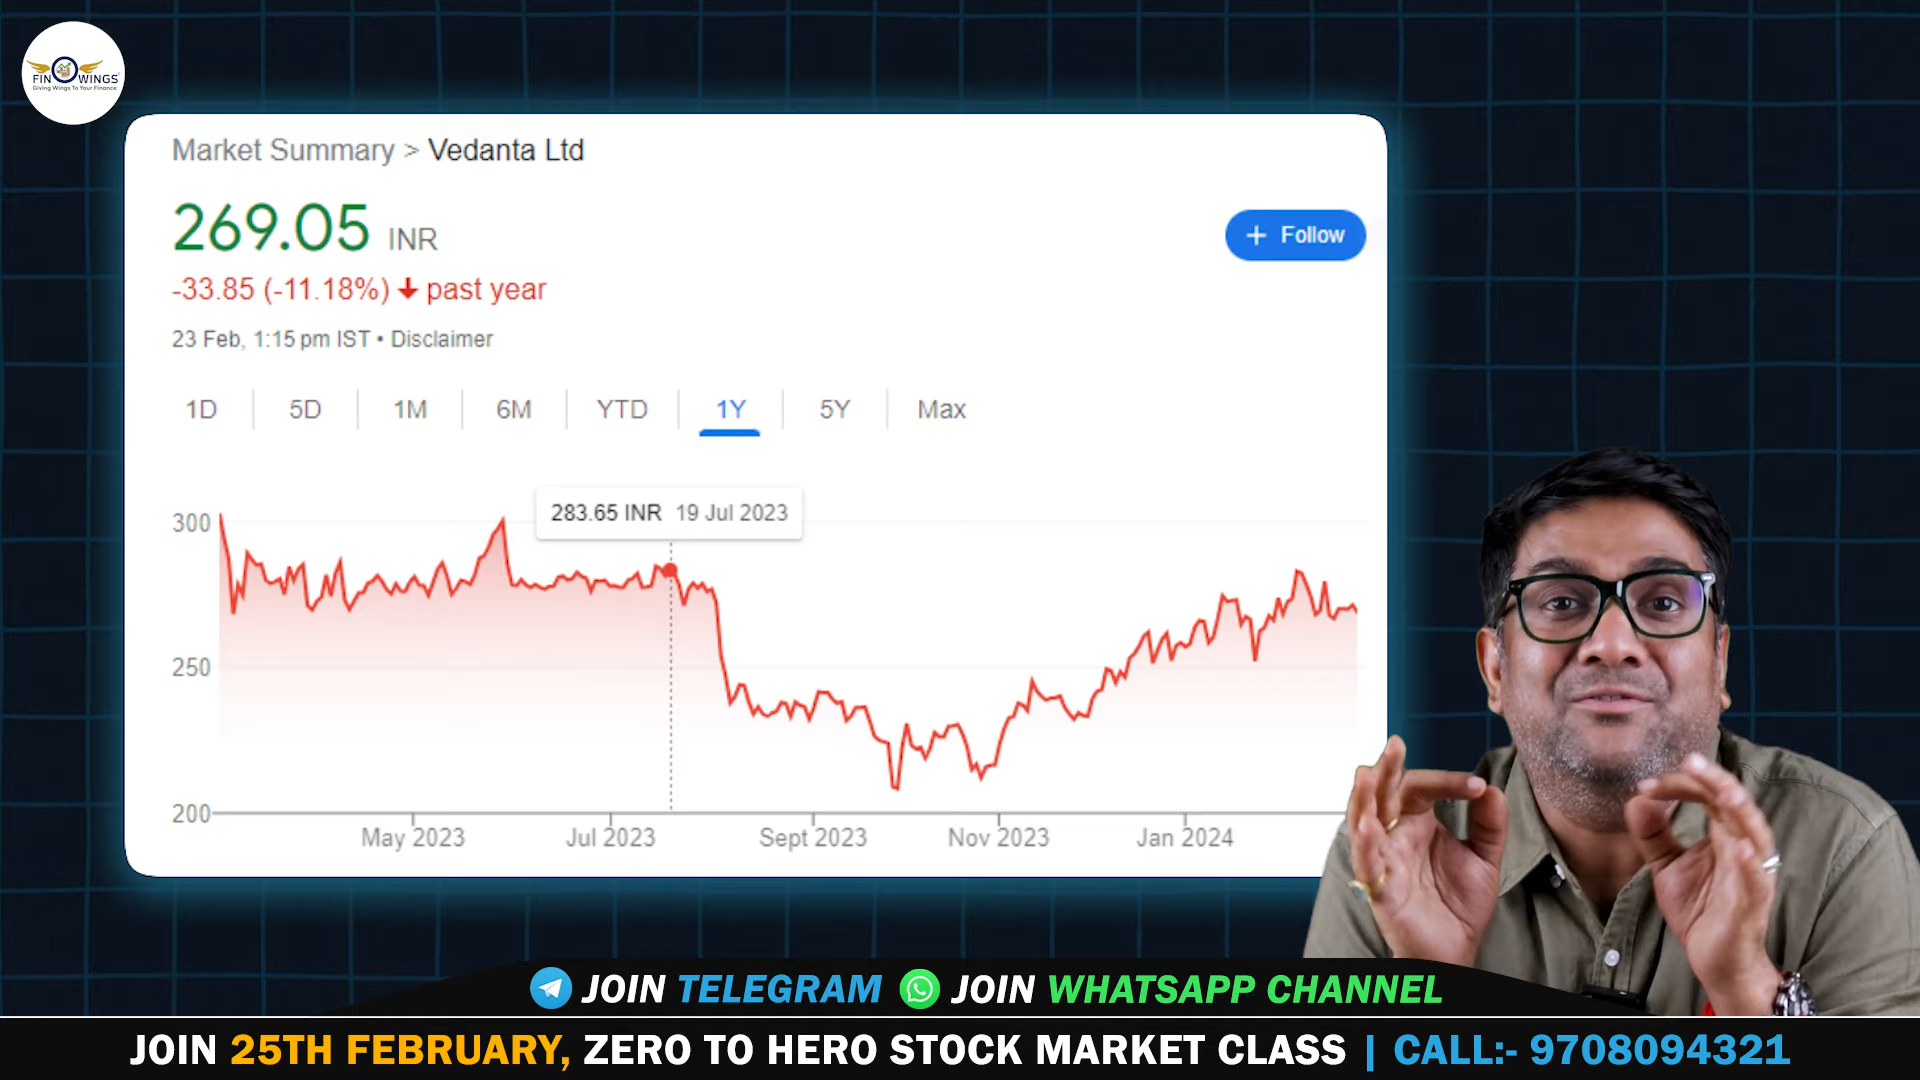 FINOWINGS
Giving Wings To Your Finance
Market Summary > Vedanta Ltd
269.05 INR
+ Follow
-33.85 (-11.18%) ↓ past year
23 Feb, 1:15 pm IST • Disclaimer
1D 5D 1M 6M YTD 1Y 5Y Max
283.65 INR 19 Jul 2023
300
250
200
May 2023 Jul 2023 Sept 2023 Nov 2023 Jan 2024
JOIN TELEGRAM JOIN WHATSAPP CHANNEL
JOIN 25TH FEBRUARY, ZERO TO HERO STOCK MARKET CLASS | CALL:- 9708094321